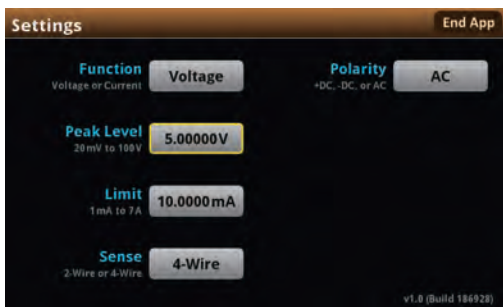 Settings
End App
Function
Voltage or Current
Voltage
Polarity
+DC, -DC, or AC
AC
Peak Level
20mV to 100V
5.00000V
Limit
1mA to 7A
10.0000mA
Sense
2-Wire or 4-Wire
4-Wire
v1.0 (Build 186928)